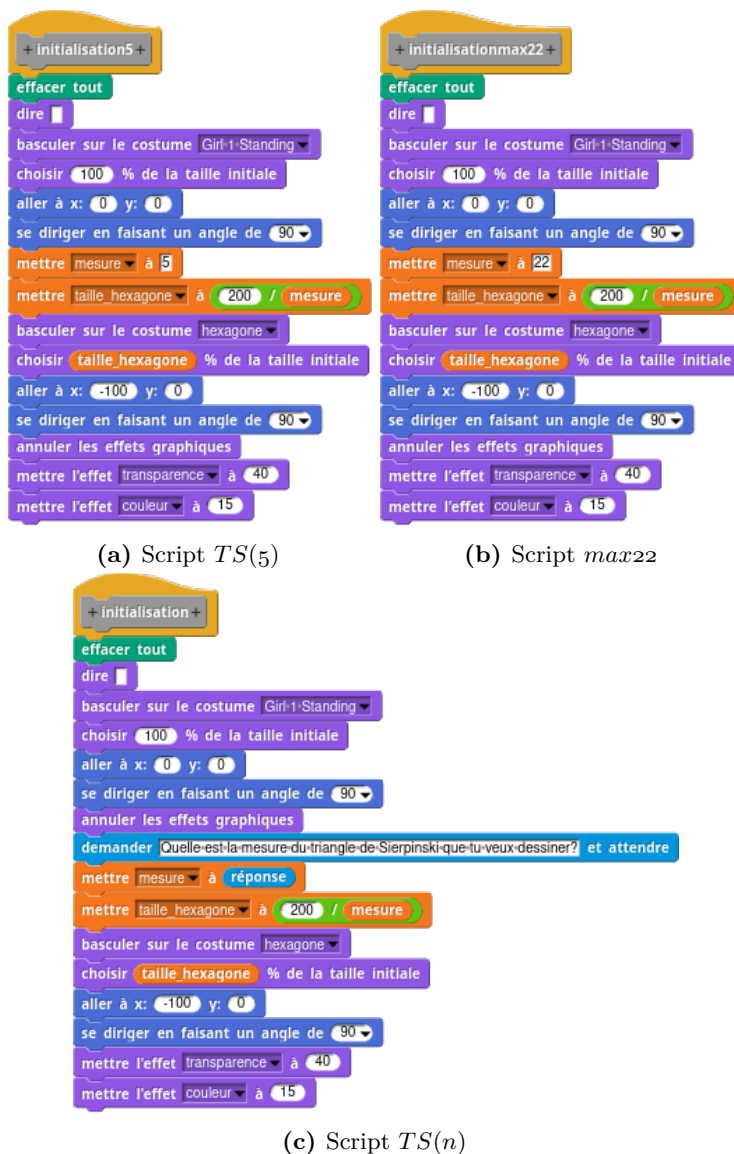 + initialisation5 +
effacer tout
dire
basculer sur le costume Girl 1 Standing
choisir 100 % de la taille initiale
aller à x: 0 y: 0
se diriger en faisant un angle de 90
mettre mesure à 5
mettre taille_hexagone à 200 / mesure
basculer sur le costume hexagone
choisir taille_hexagone % de la taille initiale
aller à x: -100 y: 0
se diriger en faisant un angle de 90
annuler les effets graphiques
mettre l'effet transparence à 40
mettre l'effet couleur à 15
(a) Script TS(5)
+ initialisationmax22 +
effacer tout
dire
basculer sur le costume Girl 1 Standing
choisir 100 % de la taille initiale
aller à x: 0 y: 0
se diriger en faisant un angle de 90
mettre mesure à 22
mettre taille_hexagone à 200 / mesure
basculer sur le costume hexagone
choisir taille_hexagone % de la taille initiale
aller à x: -100 y: 0
se diriger en faisant un angle de 90
annuler les effets graphiques
mettre l'effet transparence à 40
mettre l'effet couleur à 15
(b) Script max22
+ initialisation +
effacer tout
dire
basculer sur le costume Girl 1 Standing
choisir 100 % de la taille initiale
aller à x: 0 y: 0
se diriger en faisant un angle de 90
annuler les effets graphiques
demander Quelle est la mesure du triangle de Sierpinski que tu veux dessiner? et attendre
mettre mesure à réponse
mettre taille_hexagone à 200 / mesure
basculer sur le costume hexagone
choisir taille_hexagone % de la taille initiale
aller à x: -100 y: 0
se diriger en faisant un angle de 90
mettre l'effet transparence à 40
mettre l'effet couleur à 15
(c) Script TS(n)